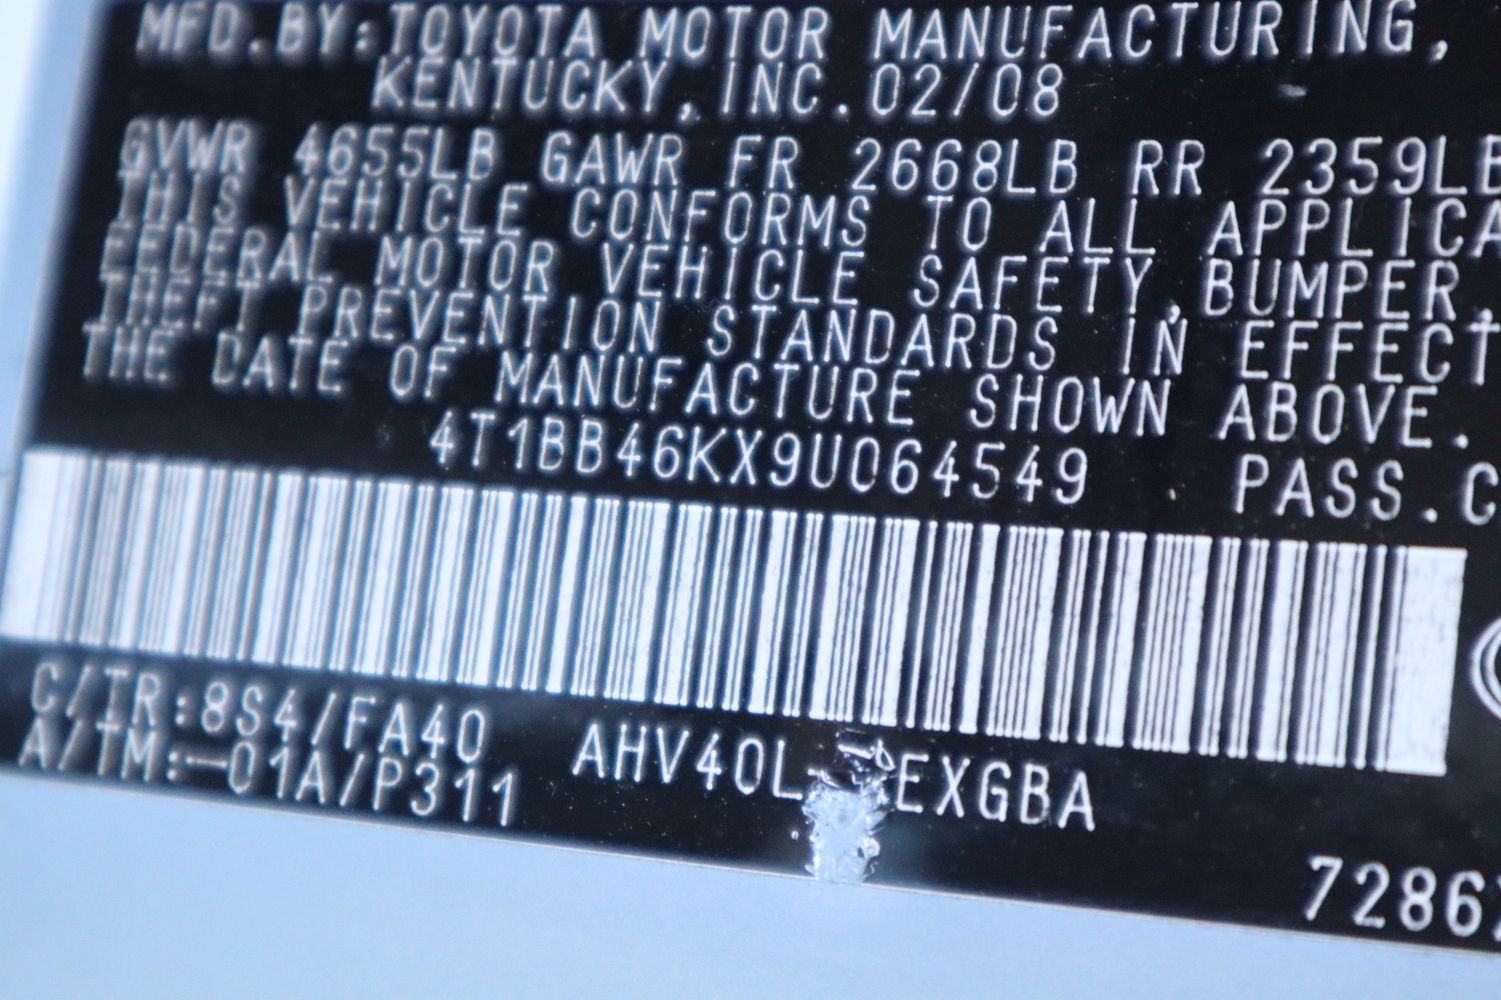 MFD.BY:TOYOTA MOTOR MANUFACTURING,
KENTUCKY,INC.02/08
GVWR 4655LB GAWR FR 2668LB RR 2359LB
THIS VEHICLE CONFORMS TO ALL APPLICA
FEDERAL MOTOR VEHICLE SAFETY,BUMPER,
THEFT PREVENTION STANDARDS IN EFFECT
THE DATE OF MANUFACTURE SHOWN ABOVE.
4T1BB46KX9U064549 PASS.C
C/TR:8S4/FA40
A/TM:-01A/P311
AHV40L-EXGBA
7286